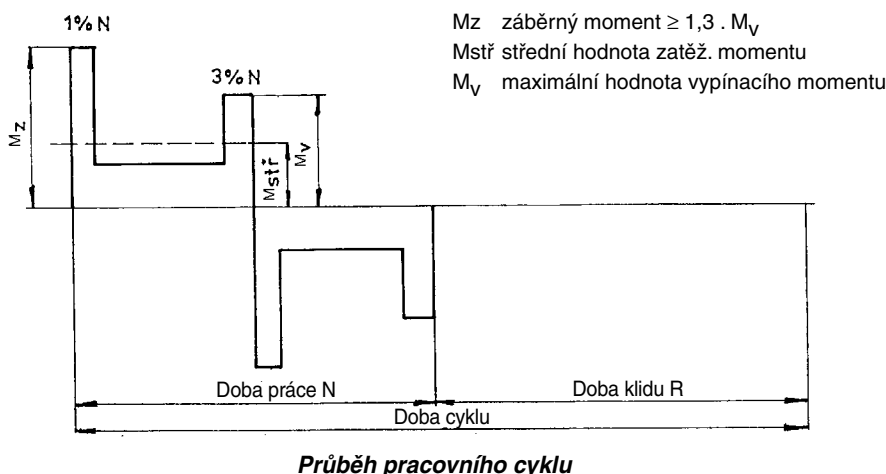 1% N
Mz záběrný moment ≥ 1,3 . Mv
Mstř střední hodnota zatěž. momentu
Mv maximální hodnota vypínacího momentu
3% N
Mz
Mstř
Mv
Doba práce N
Doba klidu R
Doba cyklu
Průběh pracovního cyklu